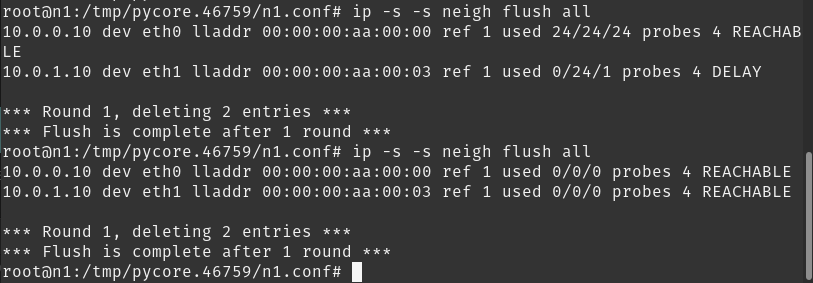 root@n1:/tmp/pycore.46759/n1.conf# ip -s -s neigh flush all
10.0.0.10 dev eth0 lladdr 00:00:00:aa:00:00 ref 1 used 24/24/24 probes 4 REACHAB
LE
10.0.1.10 dev eth1 lladdr 00:00:00:aa:00:03 ref 1 used 0/24/1 probes 4 DELAY
*** Round 1, deleting 2 entries ***
*** Flush is complete after 1 round ***
root@n1:/tmp/pycore.46759/n1.conf# ip -s -s neigh flush all
10.0.0.10 dev eth0 lladdr 00:00:00:aa:00:00 ref 1 used 0/0/0 probes 4 REACHABLE
10.0.1.10 dev eth1 lladdr 00:00:00:aa:00:03 ref 1 used 0/0/0 probes 4 REACHABLE
*** Round 1, deleting 2 entries ***
*** Flush is complete after 1 round ***
root@n1:/tmp/pycore.46759/n1.conf#